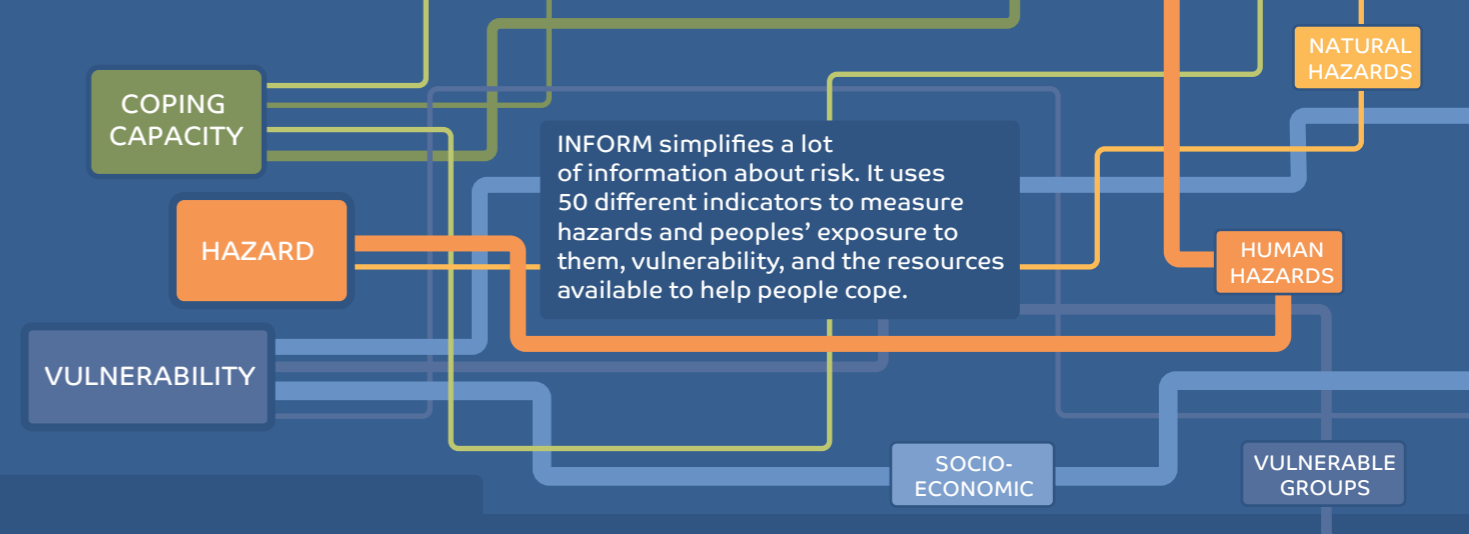 NATURAL
HAZARDS
COPING
CAPACITY
INFORM simplifies a lot
of information about risk. It uses
50 different indicators to measure
hazards and peoples’ exposure to
them, vulnerability, and the resources
available to help people cope.
HAZARD
HUMAN
HAZARDS
VULNERABILITY
SOCIO-
ECONOMIC
VULNERABLE
GROUPS